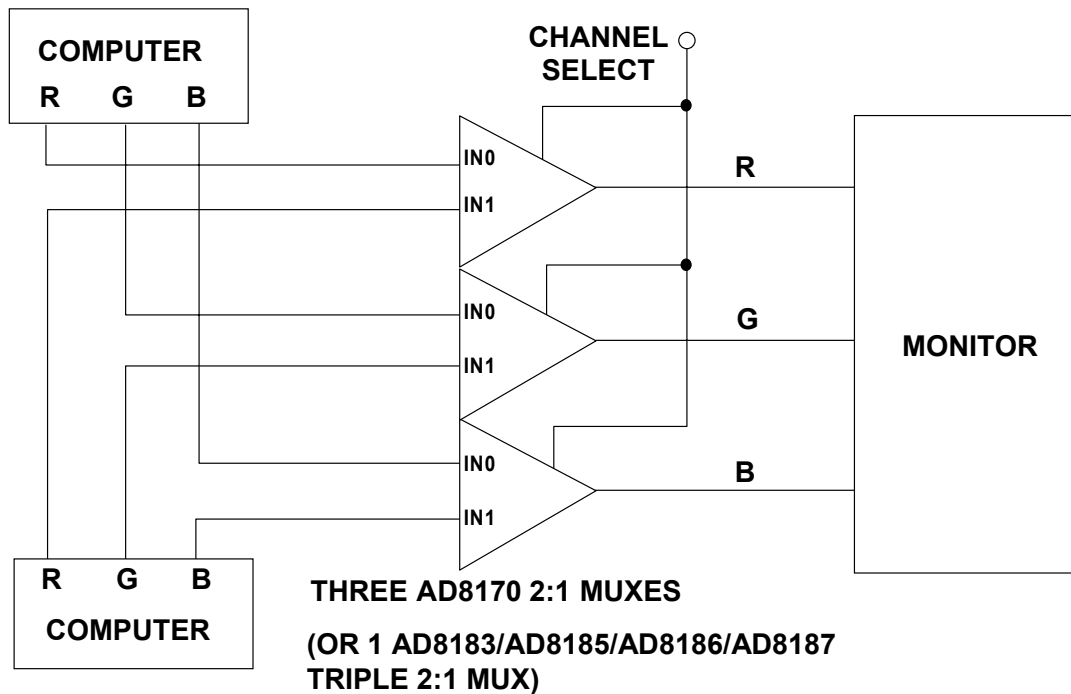 COMPUTER
R G B
CHANNEL
SELECT
IN0
IN1
R
IN0
IN1
G
MONITOR
IN0
IN1
B
R G B
COMPUTER
THREE AD8170 2:1 MUXES
(OR 1 AD8183/AD8185/AD8186/AD8187
TRIPLE 2:1 MUX)